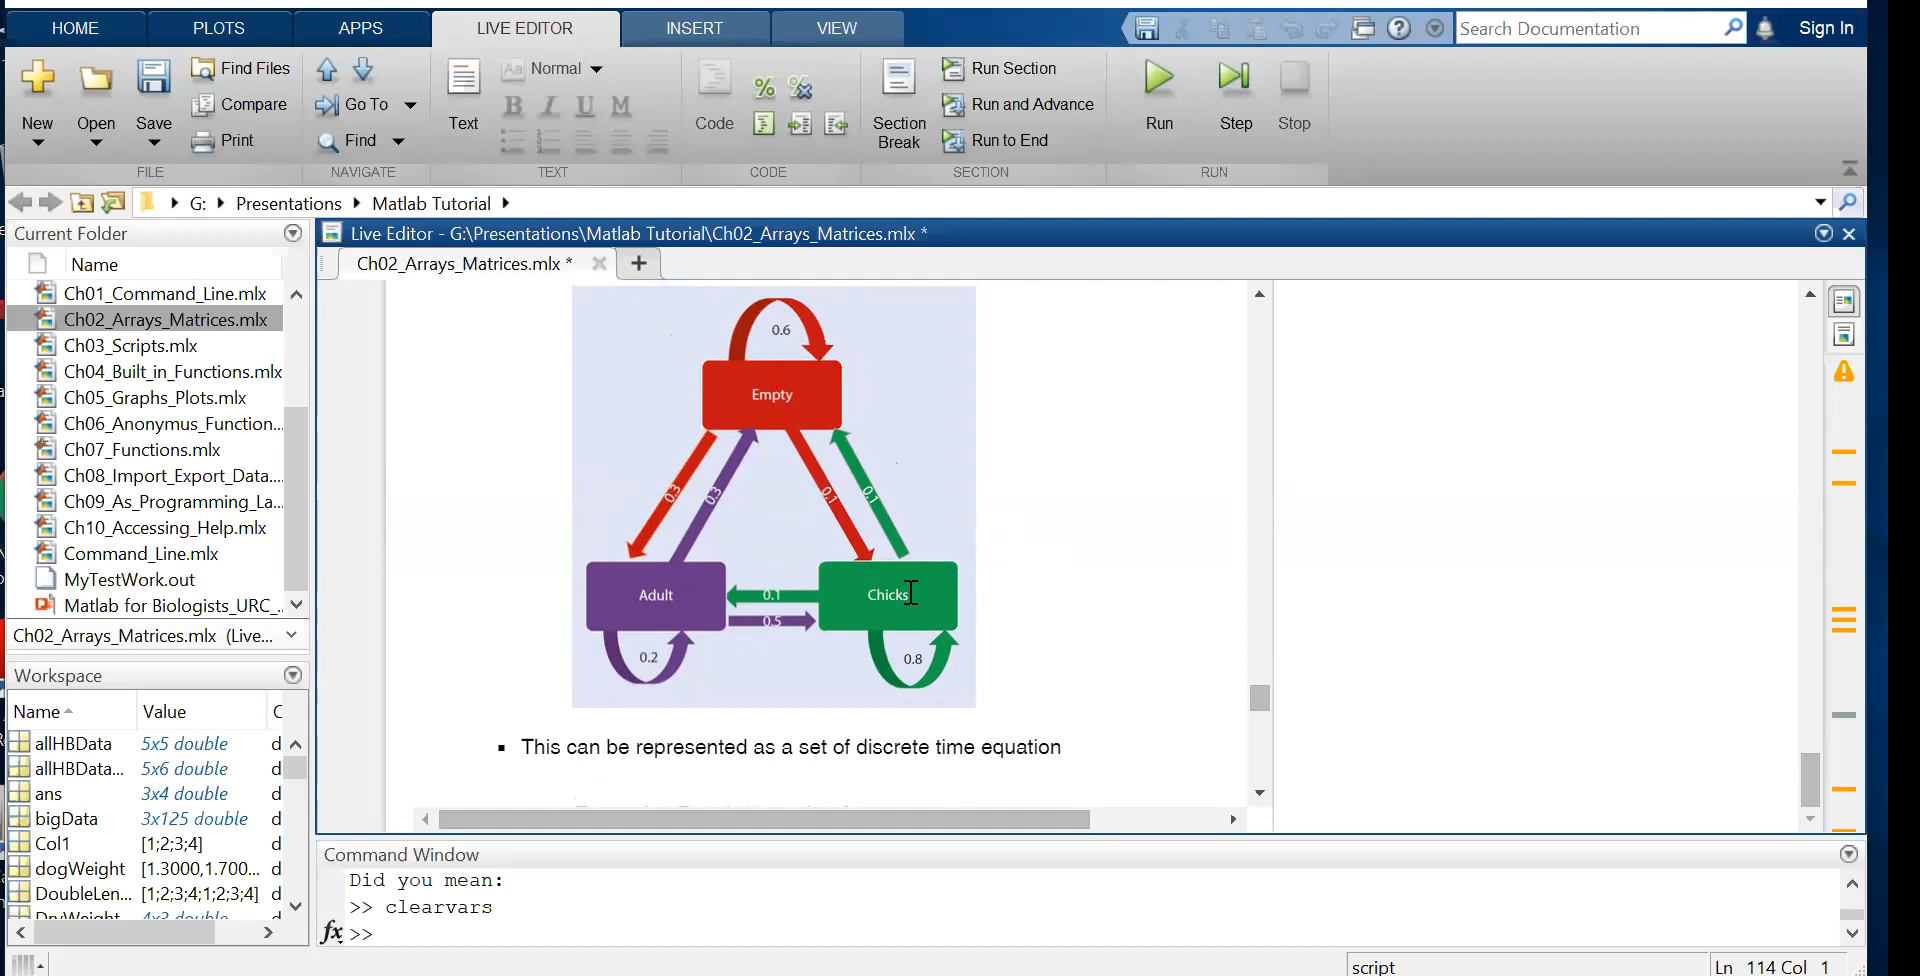 HOME PLOTS APPS LIVE EDITOR INSERT VIEW Search Documentation Sign In
New Open Save Find Files Compare Print
Go To Find
Text Aa Normal B I U M
Code % %
Section Break Run Section Run and Advance Run to End
Run Step Stop
FILE NAVIGATE TEXT CODE SECTION RUN
G: Presentations Matlab Tutorial
Current Folder
Name
Ch01_Command_Line.mlx
Ch02_Arrays_Matrices.mlx
Ch03_Scripts.mlx
Ch04_Built_in_Functions.mlx
Ch05_Graphs_Plots.mlx
Ch06_Anonymus_Function...
Ch07_Functions.mlx
Ch08_Import_Export_Data....
Ch09_As_Programming_La...
Ch10_Accessing_Help.mlx
Command_Line.mlx
MyTestWork.out
Matlab for Biologists_URC_...
Ch02_Arrays_Matrices.mlx (Live...
Workspace
Name Value C
allHBData 5x5 double d
allHBData... 5x6 double d
ans 3x4 double d
bigData 3x125 double d
Col1 [1;2;3;4] d
dogWeight [1.3000,1.700... d
DoubleLen... [1;2;3;4;1;2;3;4] d
DryWeight 4x3 double d
Live Editor - G:\Presentations\Matlab Tutorial\Ch02_Arrays_Matrices.mlx *
Ch02_Arrays_Matrices.mlx *
0.6
Empty
0.3 0.3 0.1 0.1
Adult 0.1 Chicks
0.5
0.2 0.8
▪ This can be represented as a set of discrete time equation
Command Window
Did you mean:
>> clearvars
fx >>
script Ln 114 Col 1